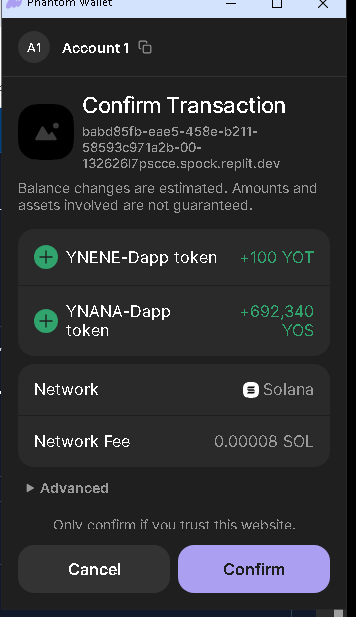 Phantom Wallet
A1 Account 1
Confirm Transaction
babd85fb-eae5-458e-b211-
58593c971a2b-00-
132626l7pscce.spock.replit.dev
Balance changes are estimated. Amounts and
assets involved are not guaranteed.
YNENE-Dapp token +100 YOT
YNANA-Dapp
token
+692,340
YOS
Network Solana
Network Fee 0.00008 SOL
Advanced
Only confirm if you trust this website.
Cancel Confirm